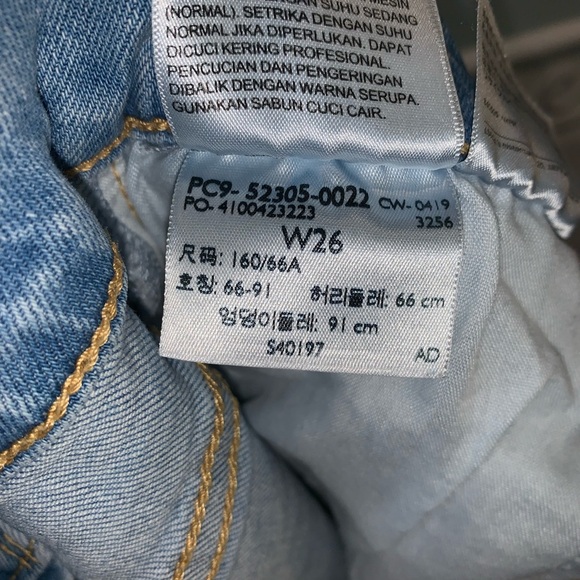 (NORMAL). SETRIKA DENGAN SUHU SEDANG
NORMAL JIKA DIPERLUKAN. DAPAT
DICUCI KERING PROFESIONAL.
PENCUCIAN DAN PENGERINGAN
DIBALIK DENGAN WARNA SERUPA.
GUNAKAN SABUN CUCI CAIR.
PC9- 52305-0022 CW-0419
PO- 4100423223 3256
W26
尺码: 160/66A
호칭: 66-91 허리둘레: 66 cm
엉덩이둘레: 91 cm
S40197 AD